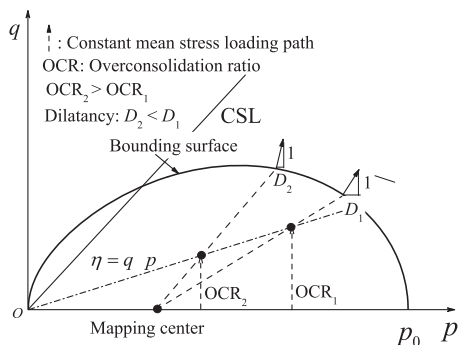 q
: Constant mean stress loading path
OCR: Overconsolidation ratio
OCR2 > OCR1
Dilatancy: D2 < D1
CSL
Bounding surface
1
D2
1
D1
η = q p
OCR2
OCR1
O
Mapping center
p0
p